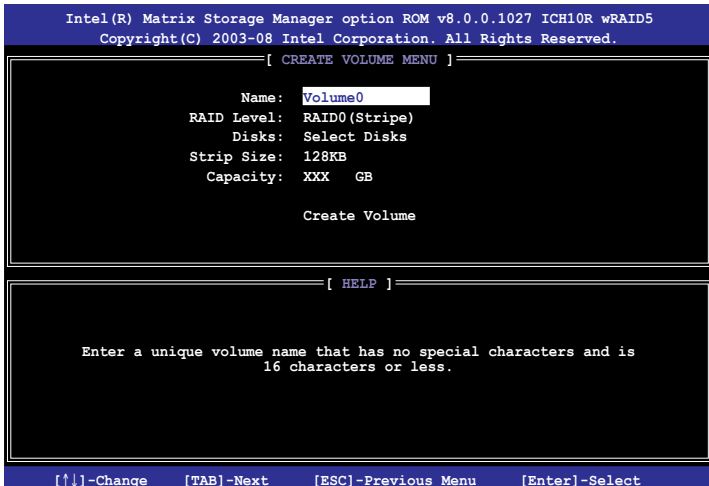 Intel(R) Matrix Storage Manager option ROM v8.0.0.1027 ICH10R wRAID5
Copyright(C) 2003-08 Intel Corporation. All Rights Reserved.
[ CREATE VOLUME MENU ]
Name: Volume0
RAID Level: RAID0(Stripe)
Disks: Select Disks
Strip Size: 128KB
Capacity: XXX GB
Create Volume
[ HELP ]
Enter a unique volume name that has no special characters and is
16 characters or less.
[↑↓]-Change [TAB]-Next [ESC]-Previous Menu [Enter]-Select